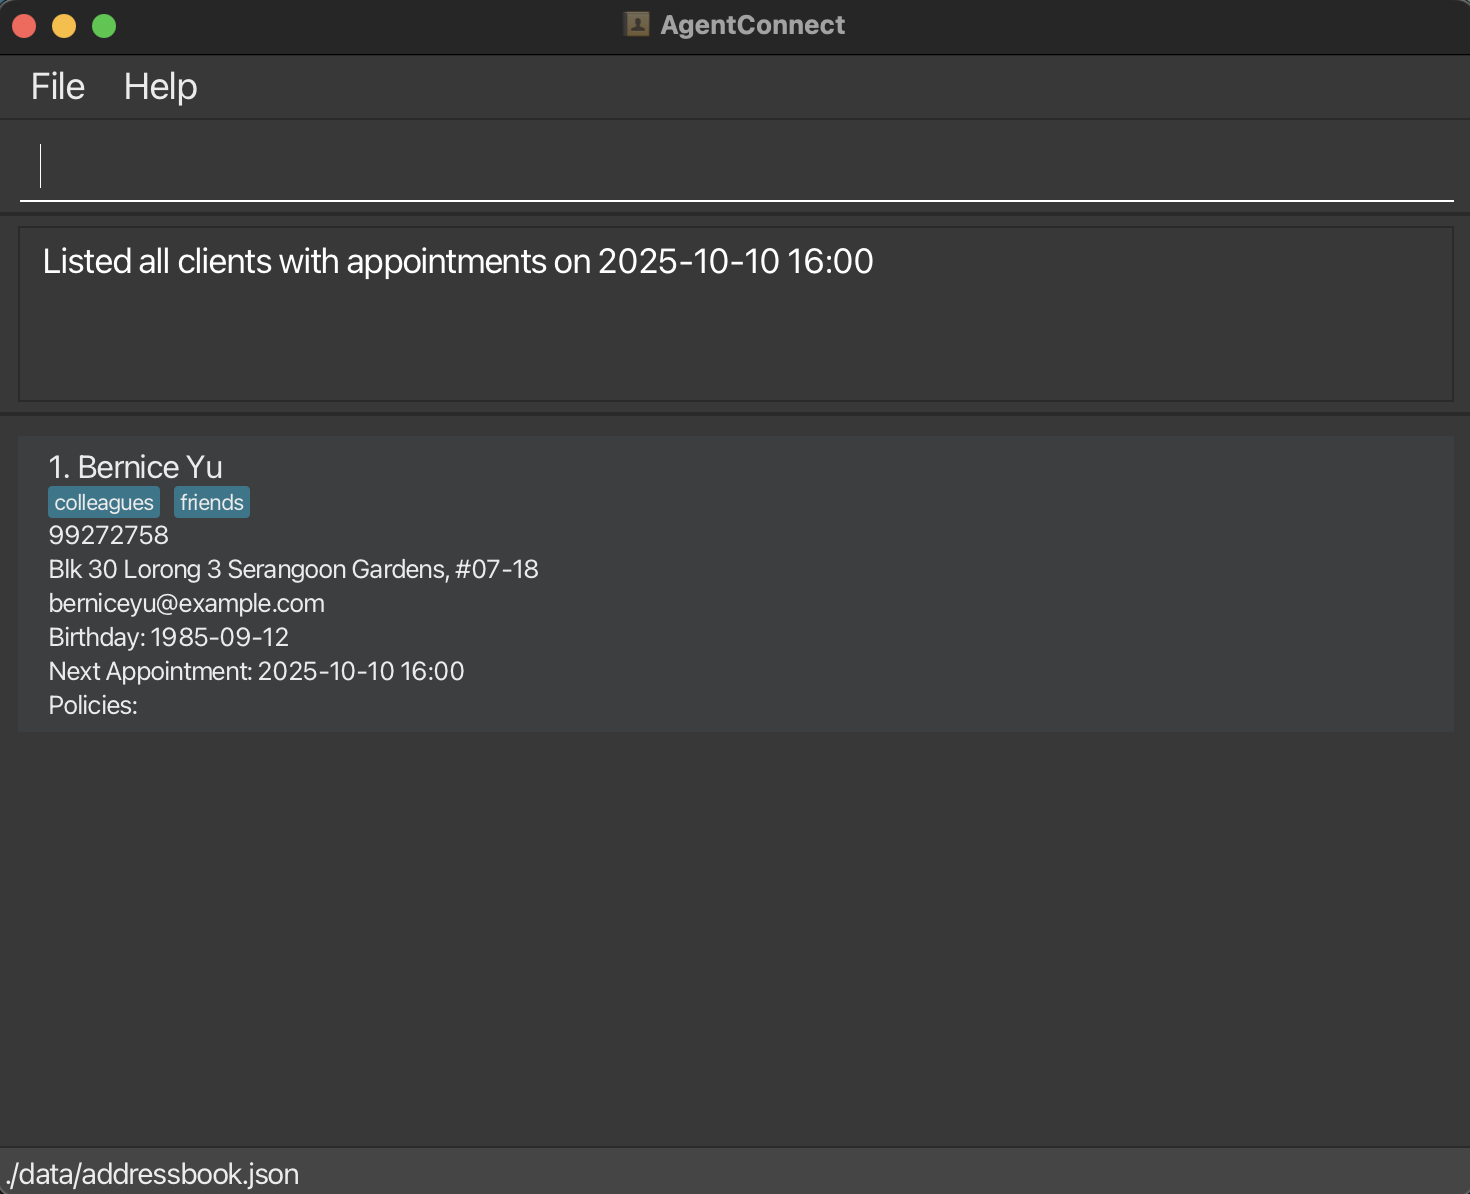 AgentConnect
File Help
Listed all clients with appointments on 2025-10-10 16:00
1. Bernice Yu
colleagues friends
99272758
Blk 30 Lorong 3 Serangoon Gardens, #07-18
berniceyu@example.com
Birthday: 1985-09-12
Next Appointment: 2025-10-10 16:00
Policies:
./data/addressbook.json